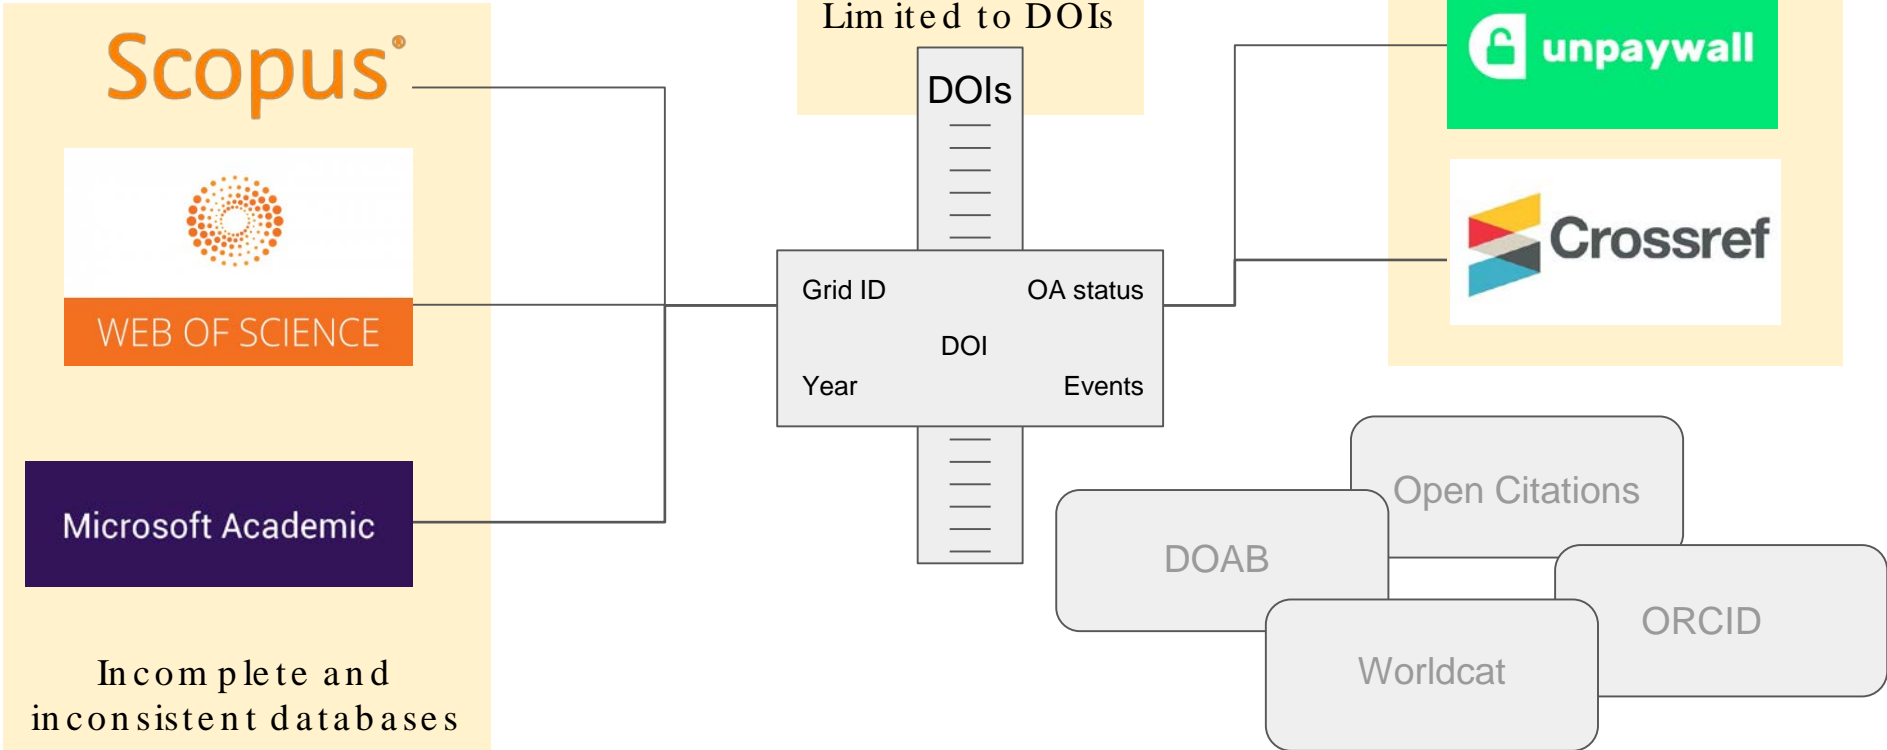 Scopus®
WEB OF SCIENCE
Microsoft Academic
Incomplete and
inconsistent databases
Limited to DOIs
DOIs
Grid ID
OA status
DOI
Year
Events
unpaywall
Crossref
Open Citations
DOAB
ORCID
Worldcat